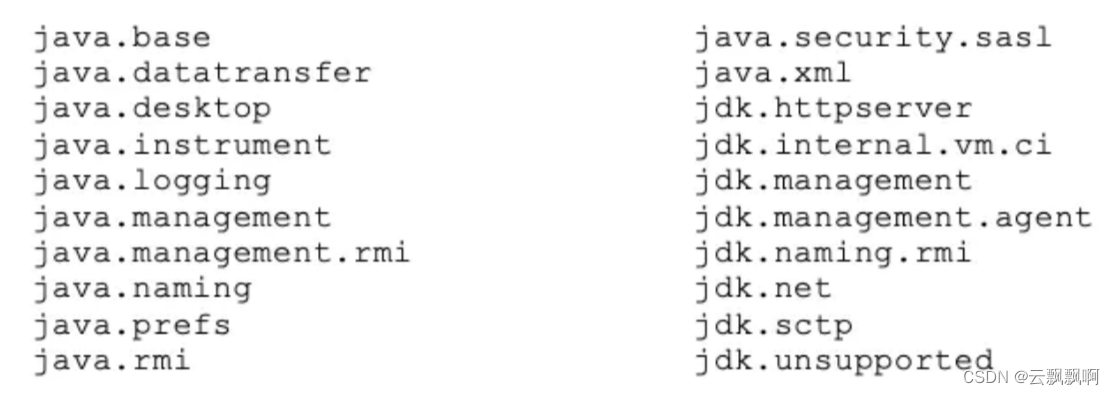 java.base
java.datatransfer
java.desktop
java.instrument
java.logging
java.management
java.management.rmi
java.naming
java.prefs
java.rmi
java.security.sasl
java.xml
jdk.httpserver
jdk.internal.vm.ci
jdk.management
jdk.management.agent
jdk.naming.rmi
jdk.net
jdk.sctp
jdk.unsupported
CSDN @云飘飘啊